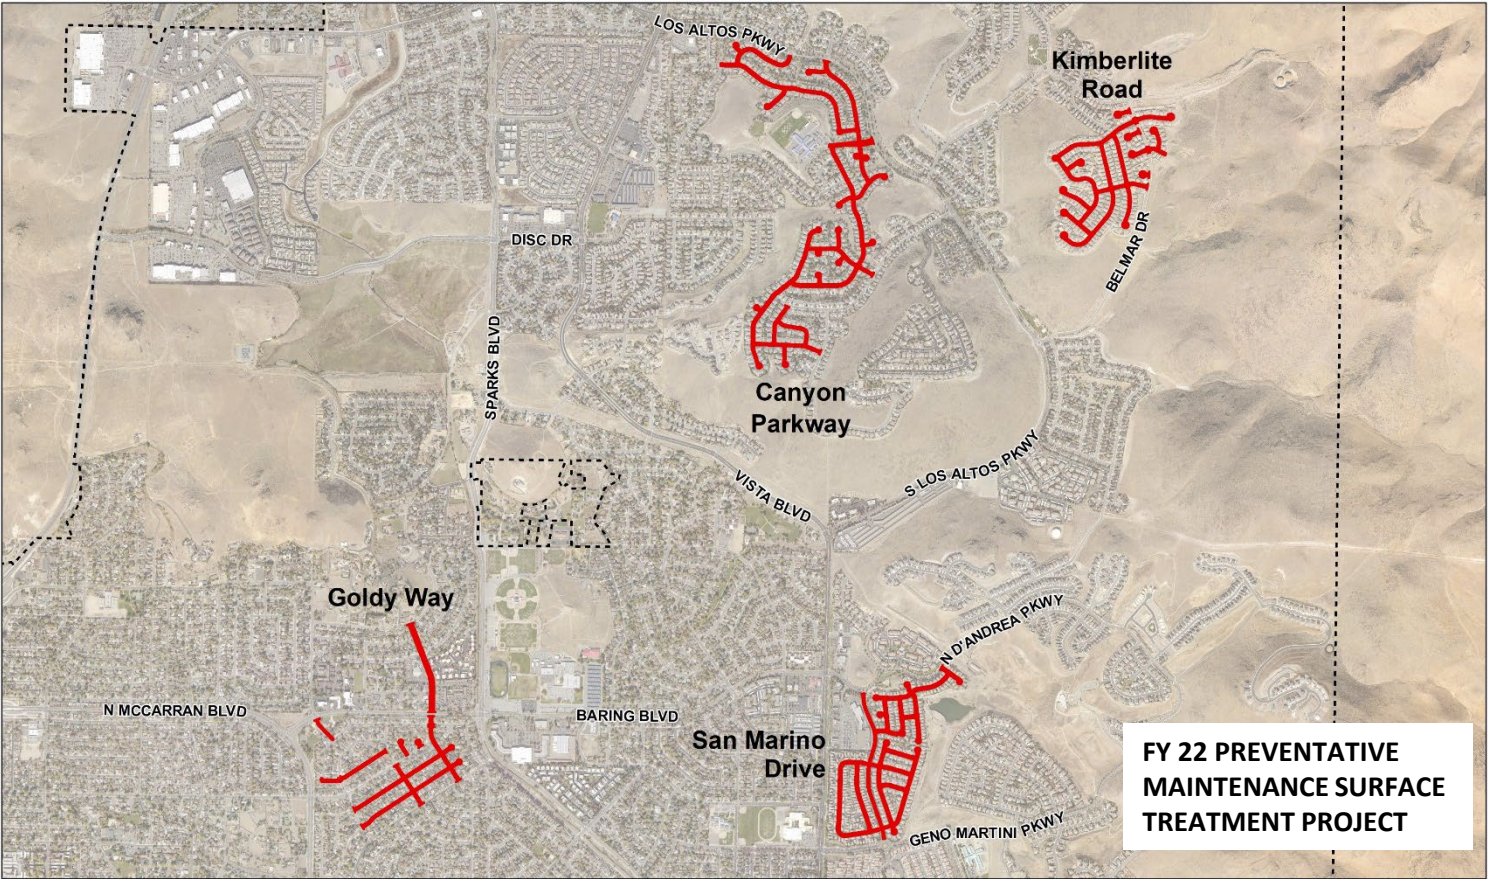 LOS ALTOS PKWY
Kimberlite
Road
DISC DR
BELMAR DR
SPARKS BLVD
Canyon
Parkway
S LOS ALTOS PKWY
VISTA BLVD
Goldy Way
N D'ANDREA PKWY
N MCCARRAN BLVD
BARING BLVD
San Marino
Drive
GENO MARTINI PKWY
FY 22 PREVENTATIVE
MAINTENANCE SURFACE
TREATMENT PROJECT